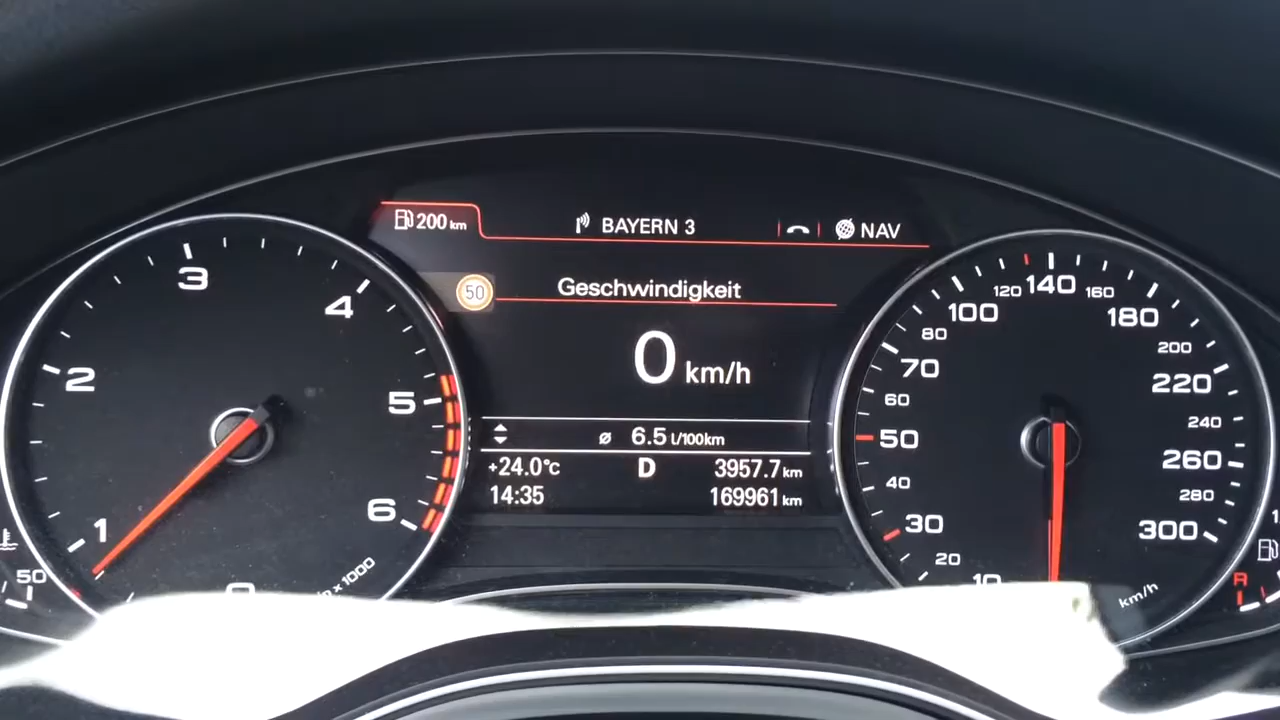 200 km
BAYERN 3
NAV
50
Geschwindigkeit
0 km/h
ø 6.5 l/100km
+24.0°C D 3957.7 km
14:35 169961 km
1
2
3
4
5
6
x 1000
50
10
20
30
40
50
60
70
80
100
120
140
160
180
200
220
240
260
280
300
km/h
R